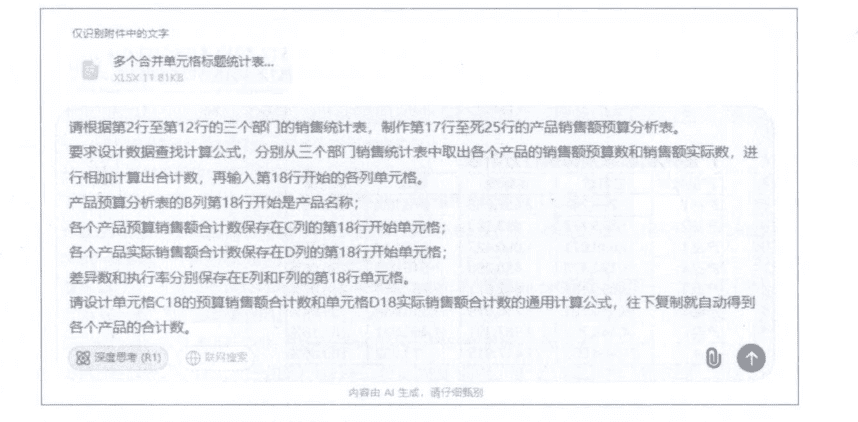 仅识别附件中的文字
多个合并单元格标题统计表...
XLSX 11.81KB
请根据第2行至第12行的三个部门的销售统计表，制作第17行至死25行的产品销售额预算分析表。
要求设计数据查找计算公式，分别从三个部门销售统计表中取出各个产品的销售额预算数和销售额实际数，进
行相加计算出合计数，再输入第18行开始的各列单元格。
产品预算分析表的B列第18行开始是产品名称；
各个产品预算销售额合计数保存在C列的第18行开始单元格；
各个产品实际销售额合计数保存在D列的第18行开始单元格；
差异数和执行率分别保存在E列和F列的第18行单元格。
请设计单元格C18的预算销售额合计数和单元格D18实际销售额合计数的通用计算公式，往下复制就自动得到
各个产品的合计数。
深度思考 (R1)
联网搜索
内容由 AI 生成，请仔细甄别